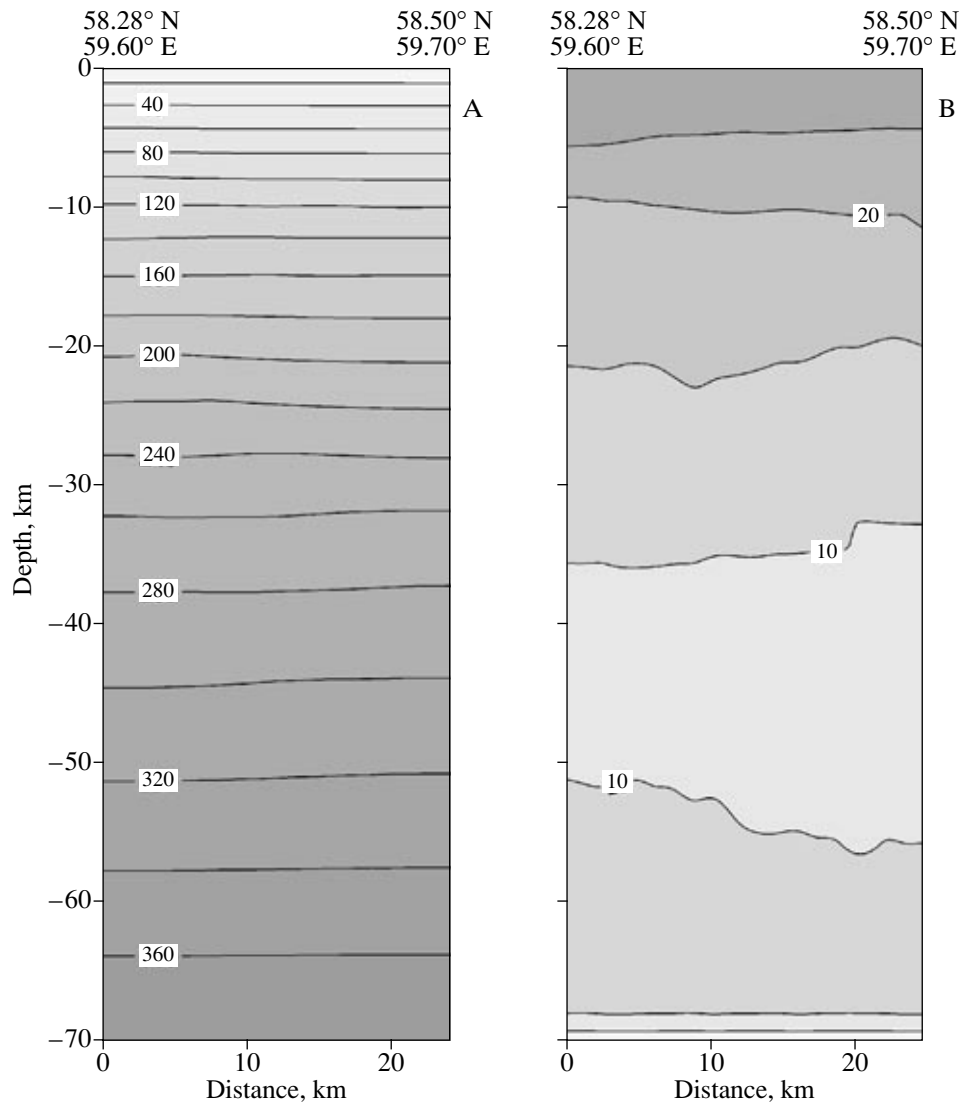 58.28° N
59.60° E
58.50° N
59.70° E
58.28° N
59.60° E
58.50° N
59.70° E
A
B
Depth, km
0
–10
–20
–30
–40
–50
–60
–70
40
80
120
160
200
240
280
320
360
20
10
10
0 10 20
Distance, km
0 10 20
Distance, km